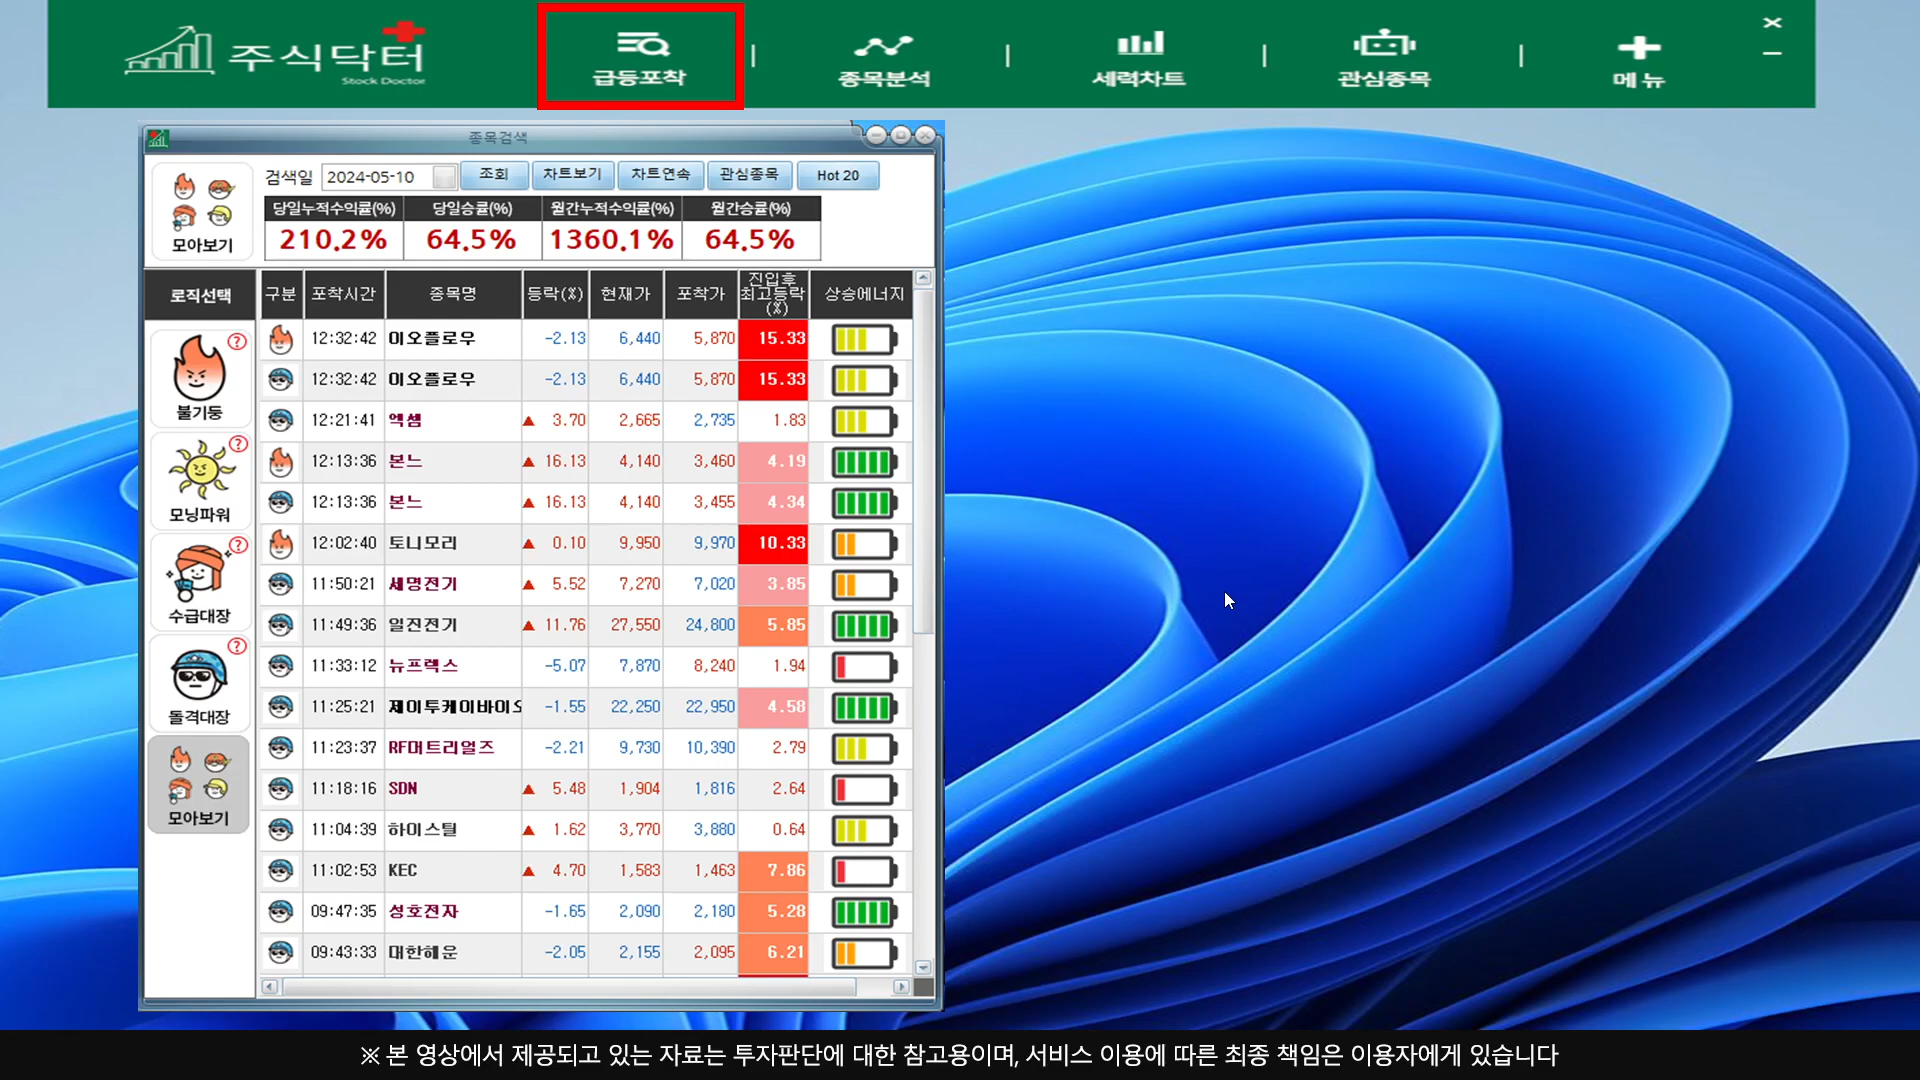 주식닥터
Stock Doctor
급등포착
종목분석
세력차트
관심종목
메뉴
종목검색
모아보기
검색일 2024-05-10 조회 차트보기 차트연속 관심종목 Hot 20
당일누적수익률(%) 당일승률(%) 월간누적수익률(%) 월간승률(%)
210.2% 64.5% 1360.1% 64.5%
로직선택
불기둥
모닝파워
수급대장
돌격대장
모아보기
구분 포착시간 종목명 등락(%) 현재가 포착가 진입후 최고등락 (%) 상승에너지
12:32:42 이오플로우 -2.13 6,440 5,870 15.33
12:32:42 이오플로우 -2.13 6,440 5,870 15.33
12:21:41 엑셈 ▲ 3.70 2,665 2,735 1.83
12:13:36 본느 ▲ 16.13 4,140 3,460 4.19
12:13:36 본느 ▲ 16.13 4,140 3,455 4.34
12:02:40 토니모리 ▲ 0.10 9,950 9,970 10.33
11:50:21 세명전기 ▲ 5.52 7,270 7,020 3.85
11:49:36 일진전기 ▲ 11.76 27,550 24,800 5.85
11:33:12 뉴프렉스 -5.07 7,870 8,240 1.94
11:25:21 제이투케이바이오 -1.55 22,250 22,950 4.58
11:23:37 RF머트리얼즈 -2.21 9,730 10,390 2.79
11:18:16 SDN ▲ 5.48 1,904 1,816 2.64
11:04:39 하이스틸 ▲ 1.62 3,770 3,880 0.64
11:02:53 KEC ▲ 4.70 1,583 1,463 7.86
09:47:35 성호전자 -1.65 2,090 2,180 5.28
09:43:33 대한해운 -2.05 2,155 2,095 6.21
※ 본 영상에서 제공되고 있는 자료는 투자판단에 대한 참고용이며, 서비스 이용에 따른 최종 책임은 이용자에게 있습니다